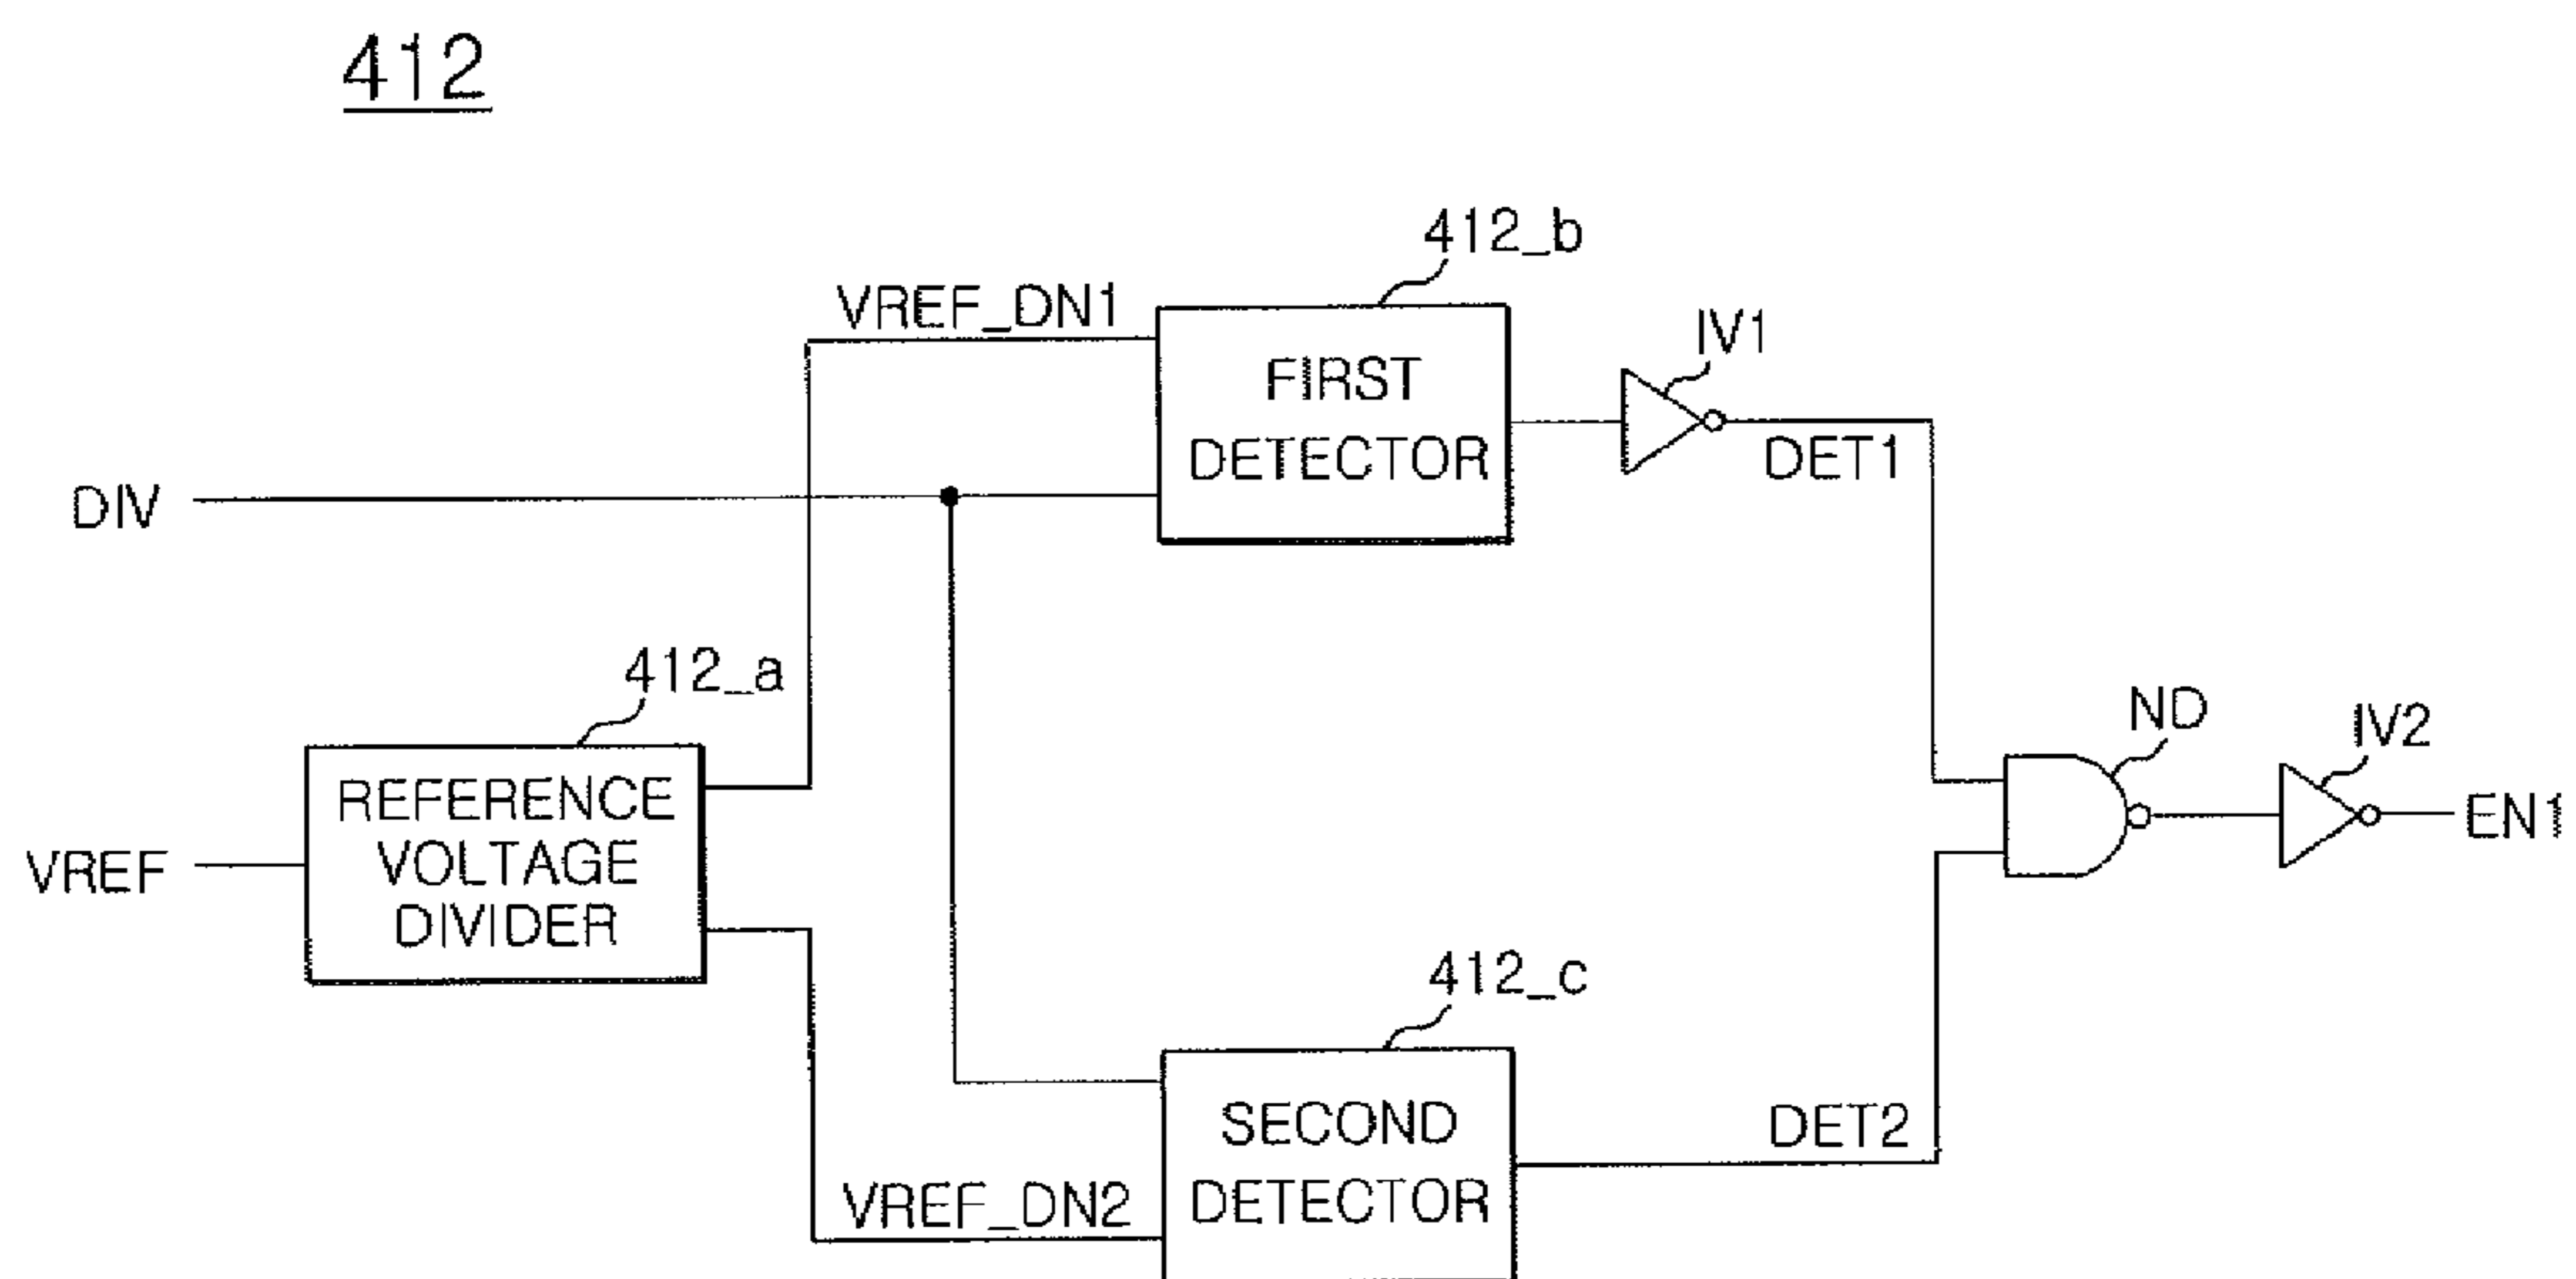 412
412_b
VREF_DN1
IV1
FIRST
DETECTOR
DET1
DIV
412_a
ND
IV2
REFERENCE
VOLTAGE
DIVIDER
EN1
VREF
412_c
SECOND
DETECTOR
DET2
VREF_DN2